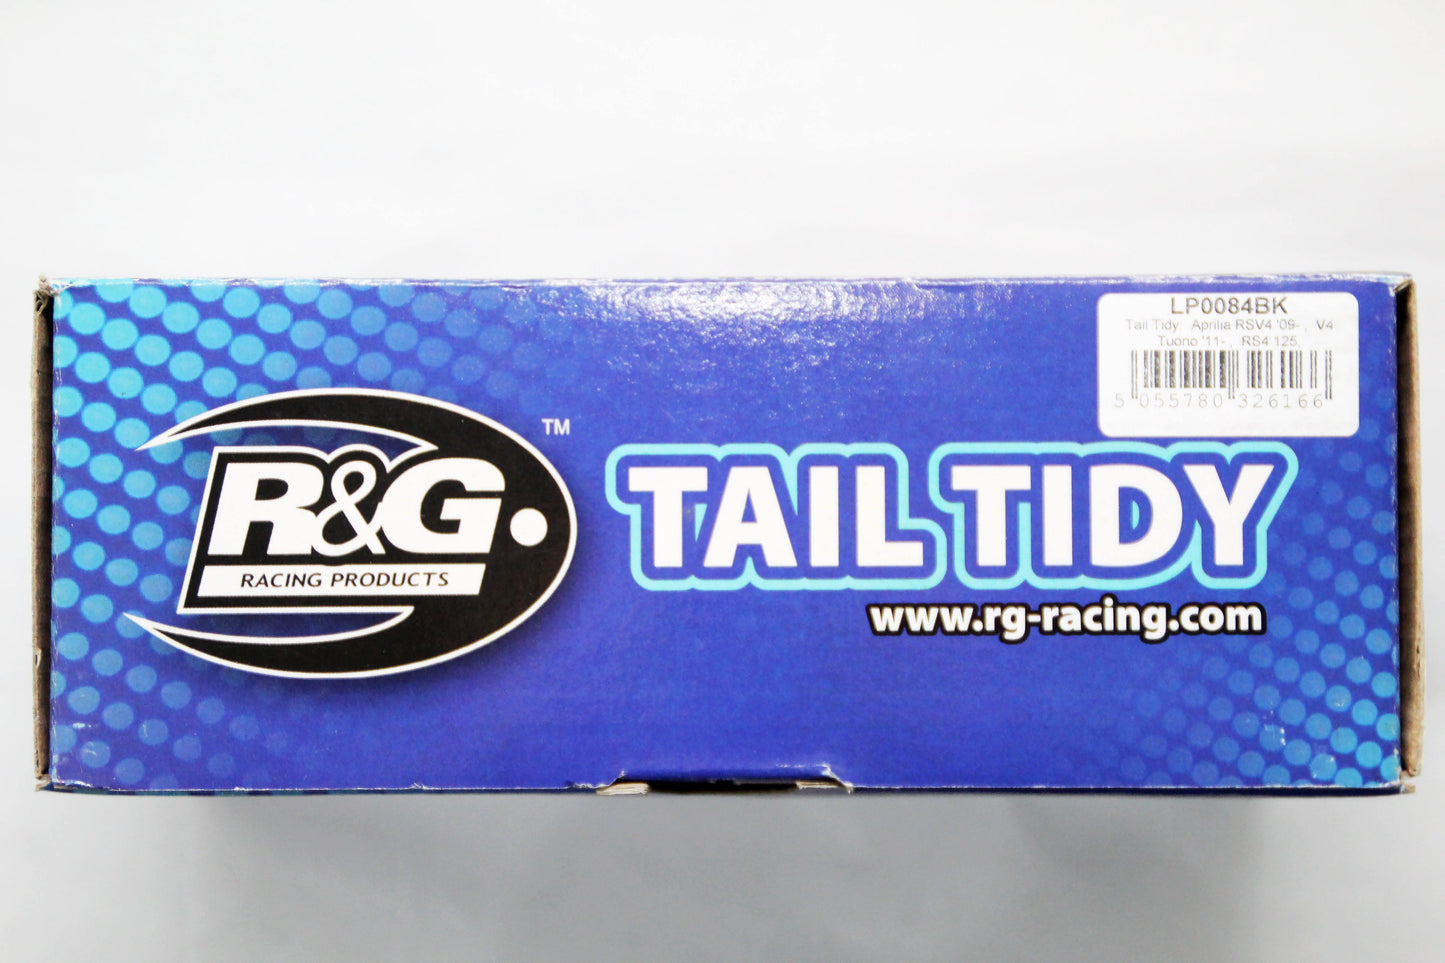 LP0084BK
Tail Tidy Aprilia RSV4 '09- , V4
Tuono '11- , RS4 125,
5 055780 326166
R&G
TM
RACING PRODUCTS
TAIL TIDY
www.rg-racing.com